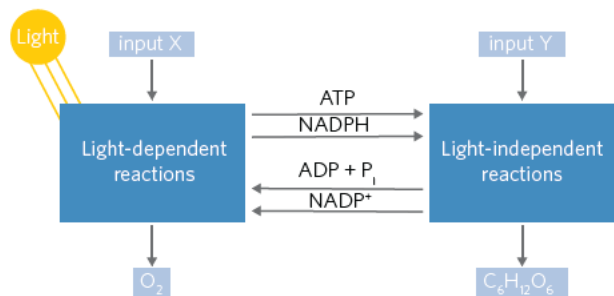 Light
input X
input Y
ATP
NADPH
Light-dependent
reactions
ADP + Pᵢ
NADP⁺
Light-independent
reactions
O₂
C₆H₁₂O₆